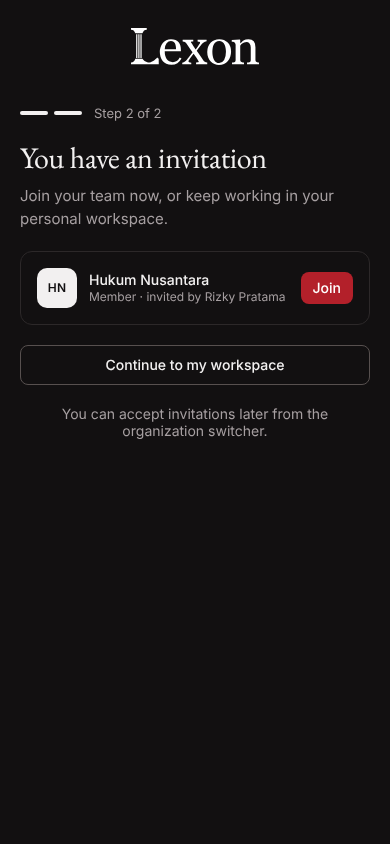 Lexon
Step 2 of 2
You have an invitation
Join your team now, or keep working in your
personal workspace.
HN
Hukum Nusantara
Member · invited by Rizky Pratama
Join
Continue to my workspace
You can accept invitations later from the
organization switcher.